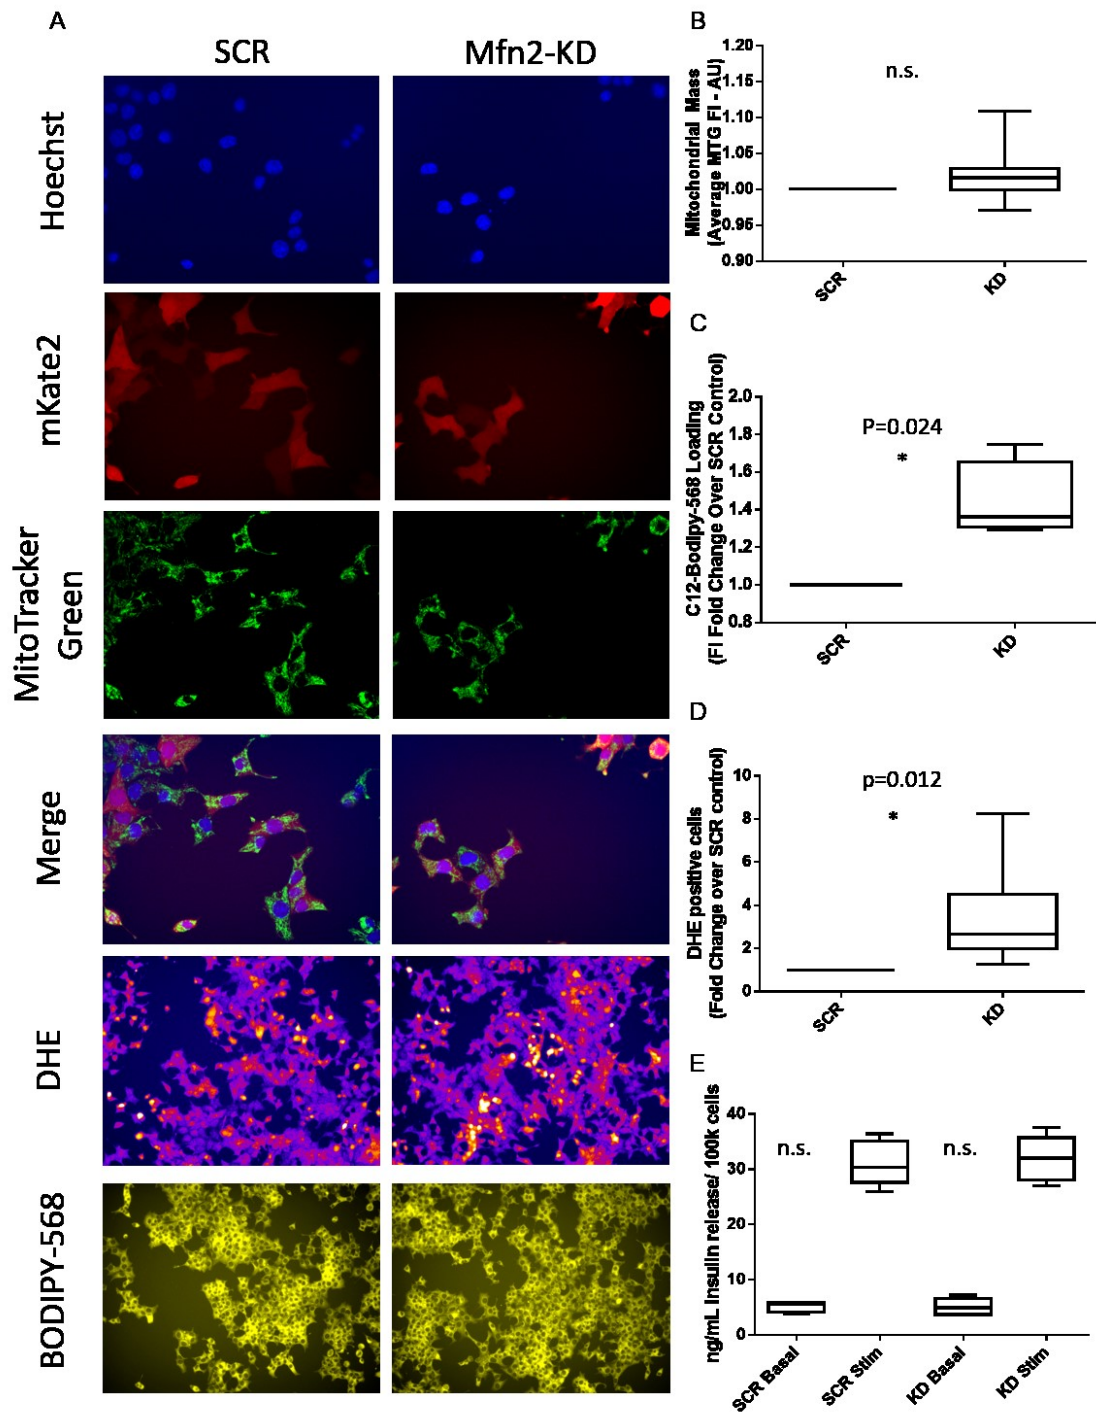 A
SCR
Mfn2-KD
Hoechst
mKate2
MitoTracker
Green
Merge
DHE
BODIPY-568
B
Mitochondrial Mass
(Average MTG FI - AU)
1.20
1.15
1.10
1.05
1.00
0.95
0.90
n.s.
SCR
KD
C
C12-Bodipy-568 Loading
(FI Fold Change Over SCR Control)
2.0
1.8
1.6
1.4
1.2
1.0
0.8
P=0.024
*
SCR
KD
D
DHE positive cells
(Fold Change over SCR control)
10
8
6
4
2
0
p=0.012
*
SCR
KD
E
ng/mL Insulin release/ 100k cells
40
30
20
10
0
n.s.
n.s.
SCR Basal
SCR Stim
KD Basal
KD Stim